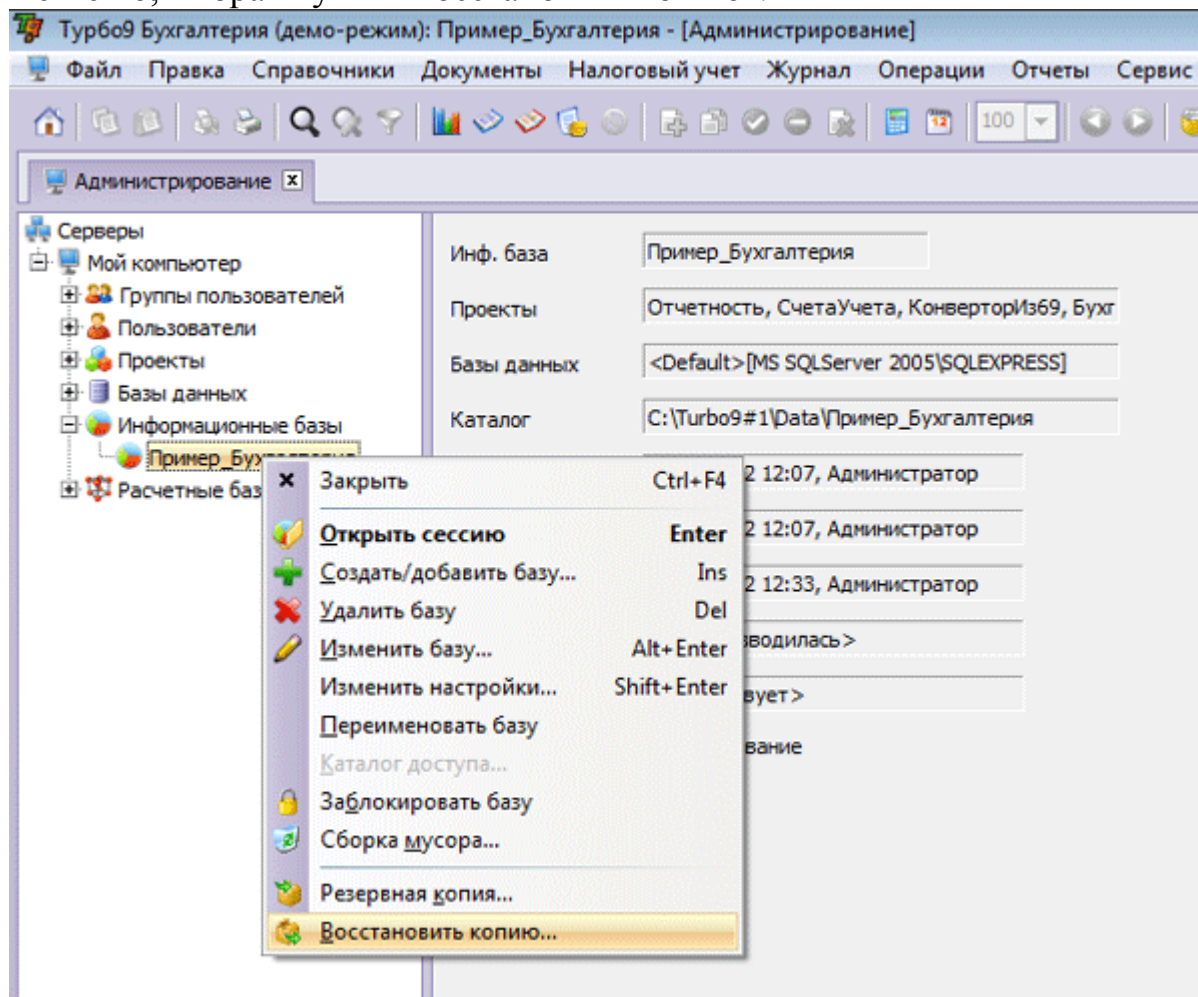 Турбо9 Бухгалтерия (демо-режим): Пример_Бухгалтерия - [Администрирование]
Файл Правка Справочники Документы Налоговый учет Журнал Операции Отчеты Сервис
100
Администрирование
Серверы
Мой компьютер
Группы пользователей
Пользователи
Проекты
Базы данных
Информационные базы
Пример_Бухгалтерия
Расчетные баз
Инф. база Пример_Бухгалтерия
Проекты Отчетность, СчетаУчета, КонверторИз69, Бухг
Базы данных <Default>[MS SQLServer 2005\SQLEXPRESS]
Каталог C:\Turbo9#1\Data\Пример_Бухгалтерия
2 12:07, Администратор
2 12:07, Администратор
2 12:33, Администратор
зводилась>
вует>
вание
Закрыть Ctrl+F4
Открыть сессию Enter
Создать/добавить базу... Ins
Удалить базу Del
Изменить базу... Alt+Enter
Изменить настройки... Shift+Enter
Переименовать базу
Каталог доступа...
Заблокировать базу
Сборка мусора...
Резервная копия...
Восстановить копию...